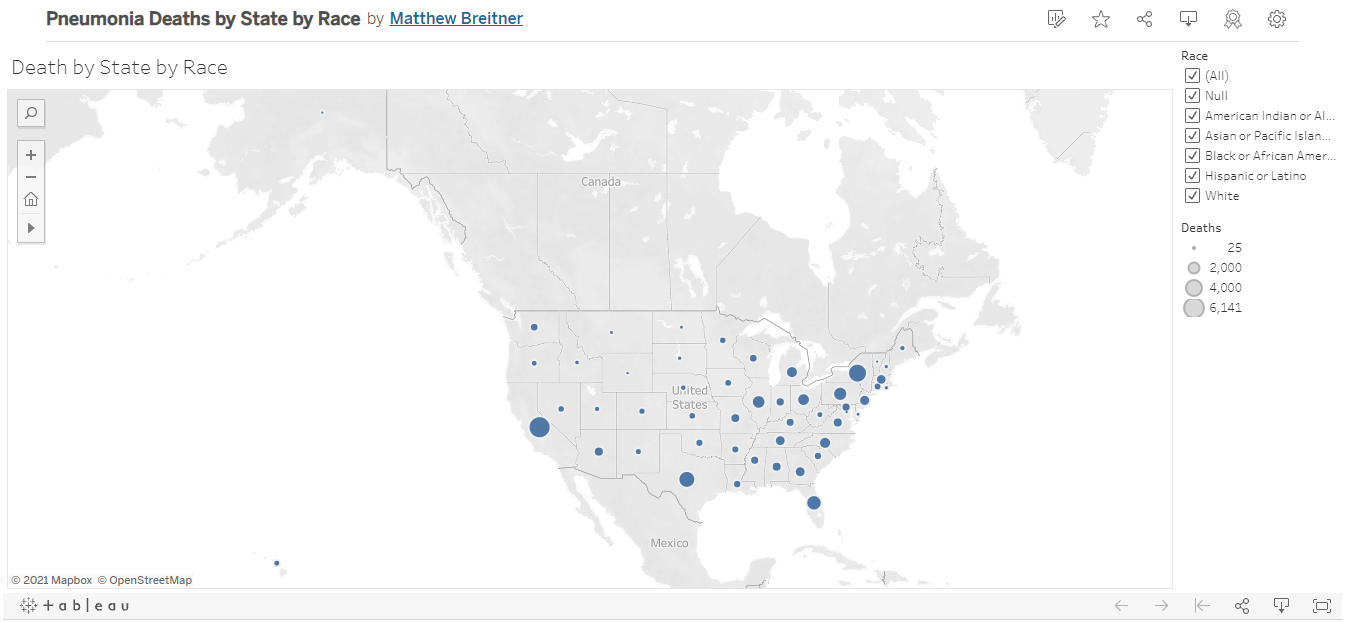 Pneumonia Deaths by State by Race by Matthew Breitner
Death by State by Race
Race
(All)
Null
American Indian or Al...
Asian or Pacific Islan...
Black or African Amer...
Hispanic or Latino
White
Deaths
25
2,000
4,000
6,141
Canada
United
States
Mexico
© 2021 Mapbox © OpenStreetMap
+ableau